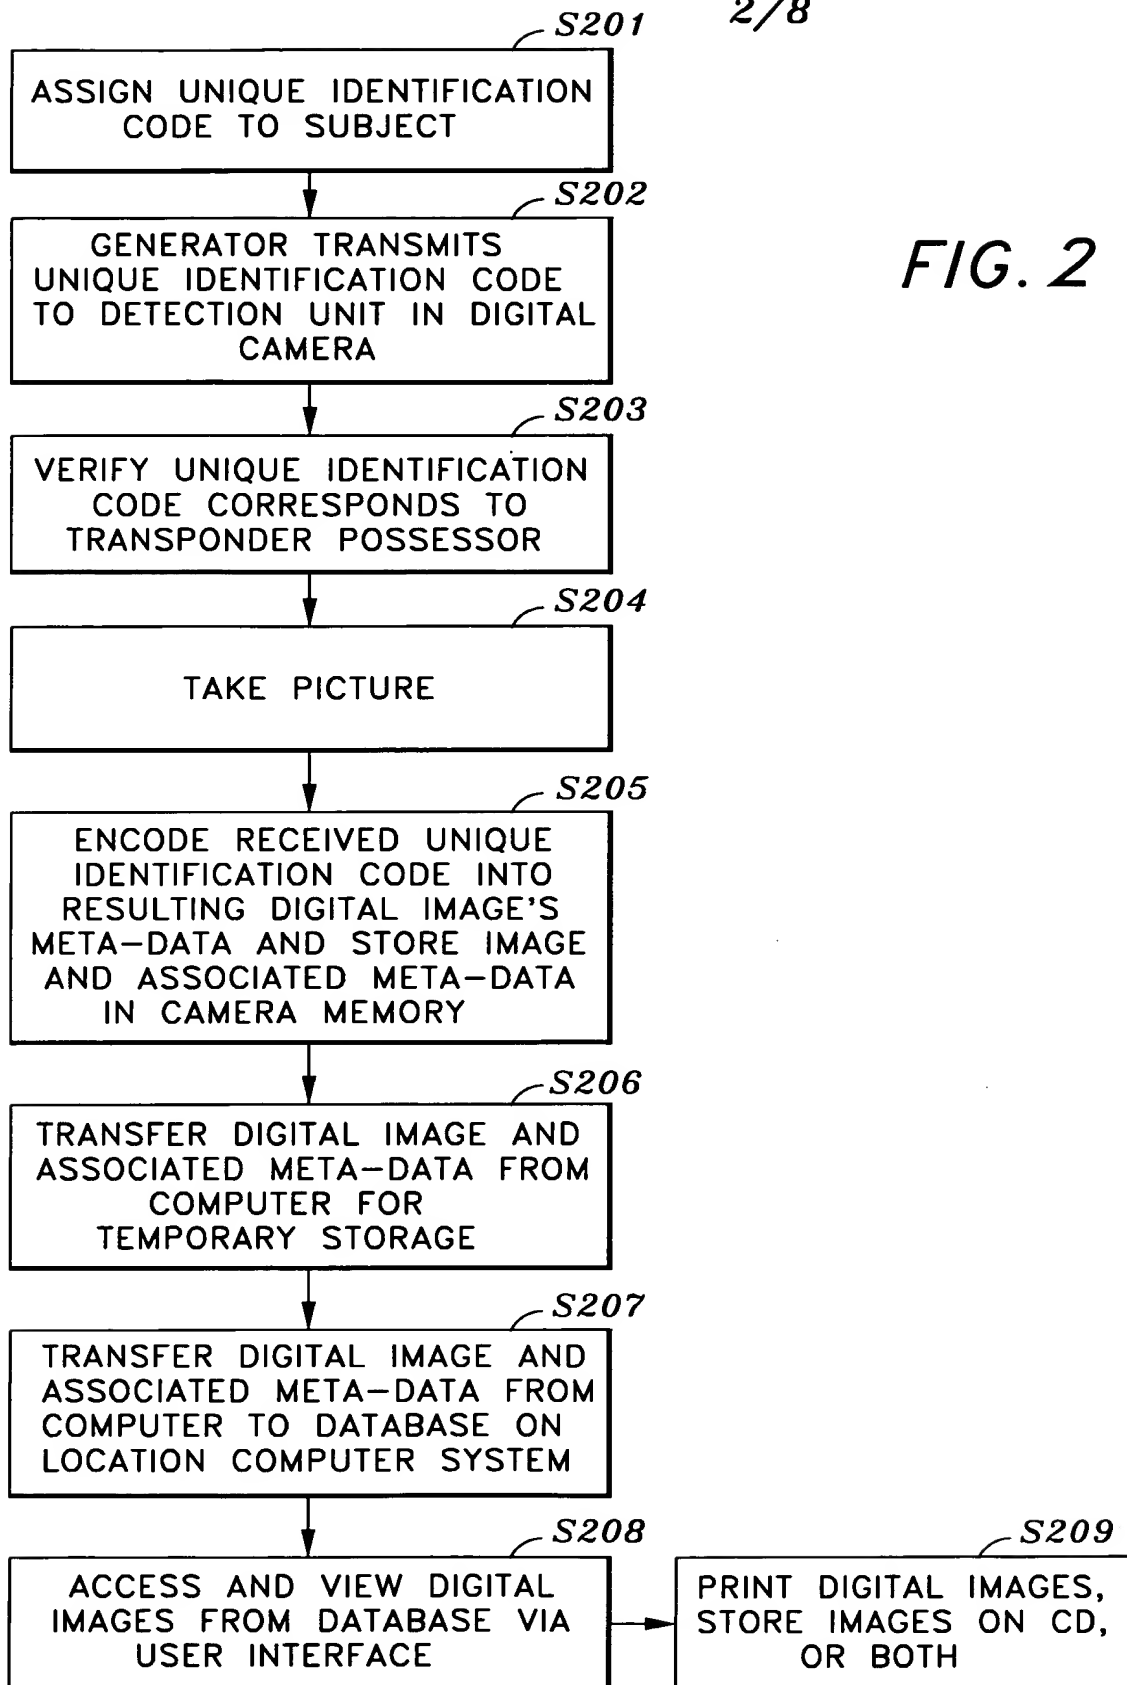 2/8
S201
ASSIGN UNIQUE IDENTIFICATION
CODE TO SUBJECT
S202
GENERATOR TRANSMITS
UNIQUE IDENTIFICATION CODE
TO DETECTION UNIT IN DIGITAL
CAMERA
FIG. 2
S203
VERIFY UNIQUE IDENTIFICATION
CODE CORRESPONDS TO
TRANSPONDER POSSESSOR
S204
TAKE PICTURE
S205
ENCODE RECEIVED UNIQUE
IDENTIFICATION CODE INTO
RESULTING DIGITAL IMAGE'S
META-DATA AND STORE IMAGE
AND ASSOCIATED META-DATA
IN CAMERA MEMORY
S206
TRANSFER DIGITAL IMAGE AND
ASSOCIATED META-DATA FROM
COMPUTER FOR
TEMPORARY STORAGE
S207
TRANSFER DIGITAL IMAGE AND
ASSOCIATED META-DATA FROM
COMPUTER TO DATABASE ON
LOCATION COMPUTER SYSTEM
S208
ACCESS AND VIEW DIGITAL
IMAGES FROM DATABASE VIA
USER INTERFACE
S209
PRINT DIGITAL IMAGES,
STORE IMAGES ON CD,
OR BOTH